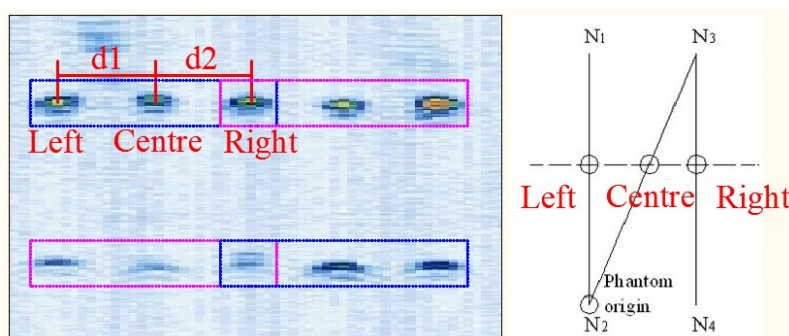 d1 d2
Left Centre Right
N1 N3
Left Centre Right
Phantom
origin
N2 N4